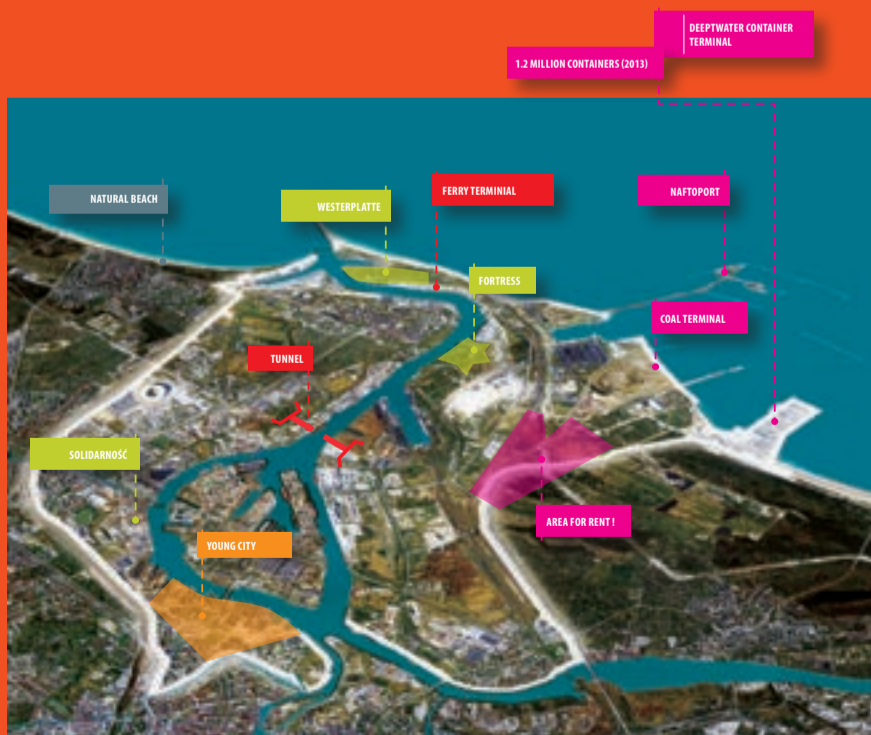 DEEPTWATER CONTAINER
TERMINAL
1.2 MILLION CONTAINERS (2013)
NATURAL BEACH
WESTERPLATTE
FERRY TERMINIAL
NAFTOPORT
FORTRESS
COAL TERMINAL
TUNNEL
SOLIDARNOŚĆ
AREA FOR RENT !
YOUNG CITY